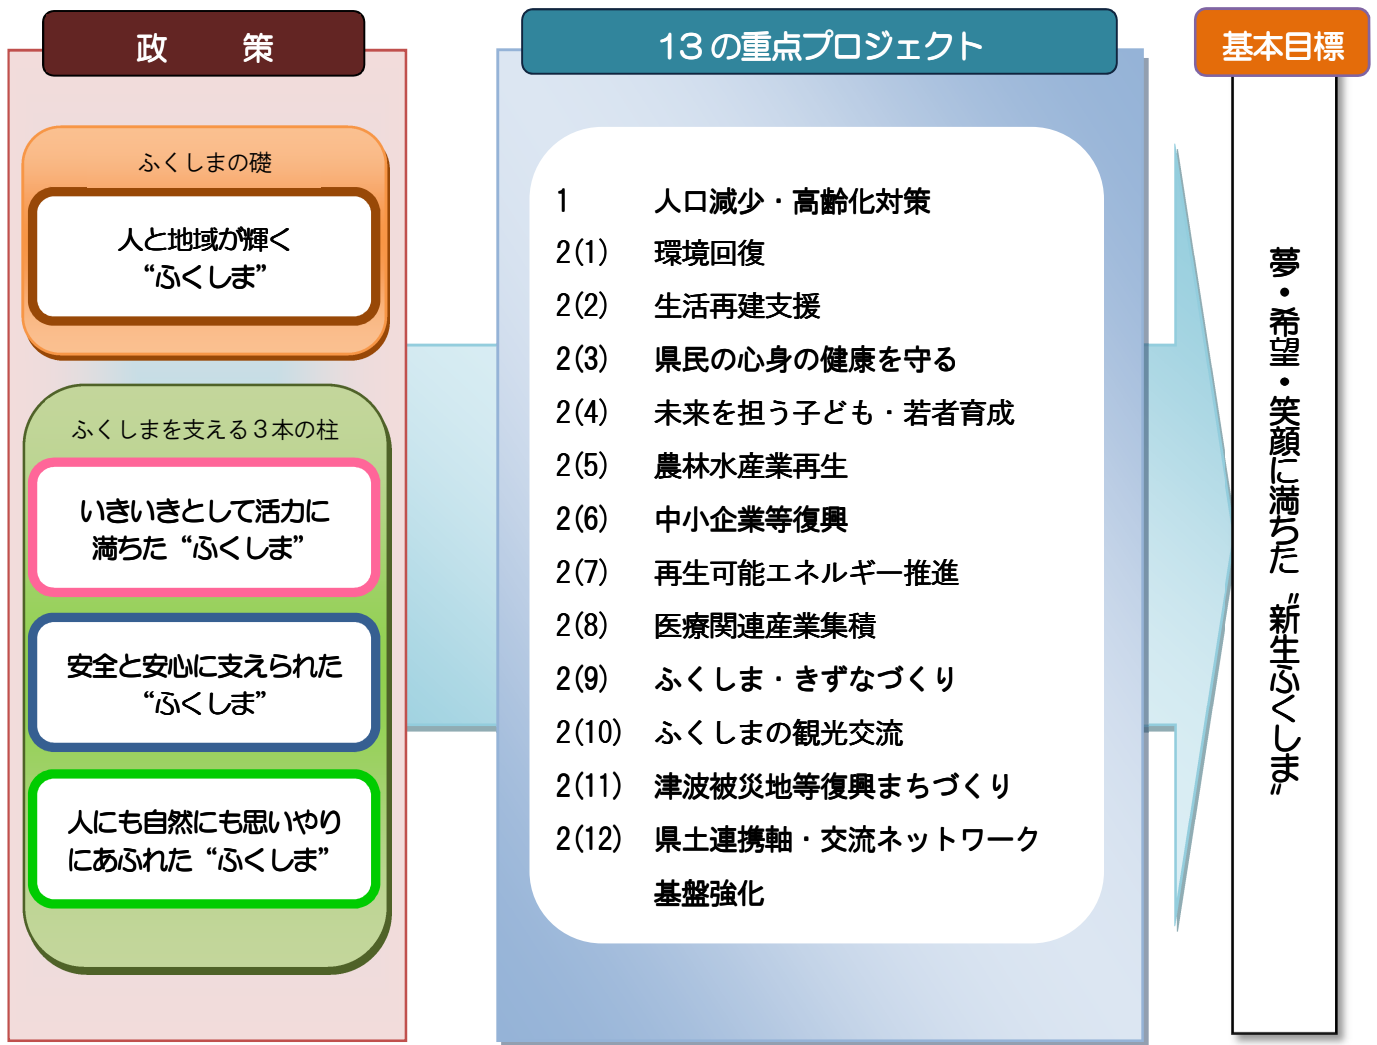 政　　策
ふくしまの礎
人と地域が輝く
“ふくしま”
ふくしまを支える３本の柱
いきいきとして活力に
満ちた“ふくしま”
安全と安心に支えられた
“ふくしま”
人にも自然にも思いやり
にあふれた“ふくしま”
13の重点プロジェクト
1 人口減少・高齢化対策
2(1) 環境回復
2(2) 生活再建支援
2(3) 県民の心身の健康を守る
2(4) 未来を担う子ども・若者育成
2(5) 農林水産業再生
2(6) 中小企業等復興
2(7) 再生可能エネルギー推進
2(8) 医療関連産業集積
2(9) ふくしま・きずなづくり
2(10) ふくしまの観光交流
2(11) 津波被災地等復興まちづくり
2(12) 県土連携軸・交流ネットワーク
基盤強化
基本目標
夢・希望・笑顔に満ちた〝新生ふくしま〟